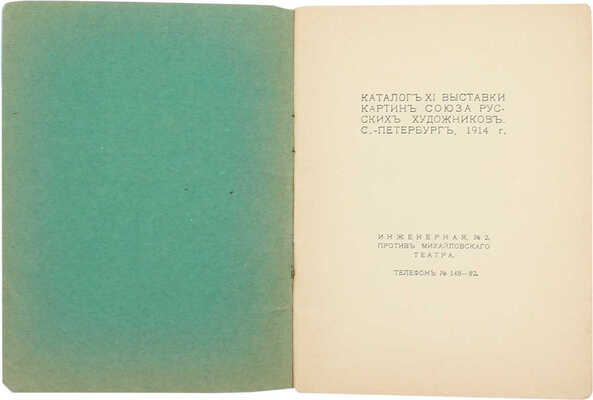 КАТАЛОГЪ XI ВЫСТАВКИ
КАРТИНЪ СОЮЗА РУС-
СКИХЪ ХУДОЖНИКОВЪ.
С.-ПЕТЕРБУРГЪ, 1914 г.
ИНЖЕНЕРНАЯ, № 2,
ПРОТИВЪ МИХАЙЛОВСКАГО
ТЕАТРА.
ТЕЛЕФОНЪ № 149—82.